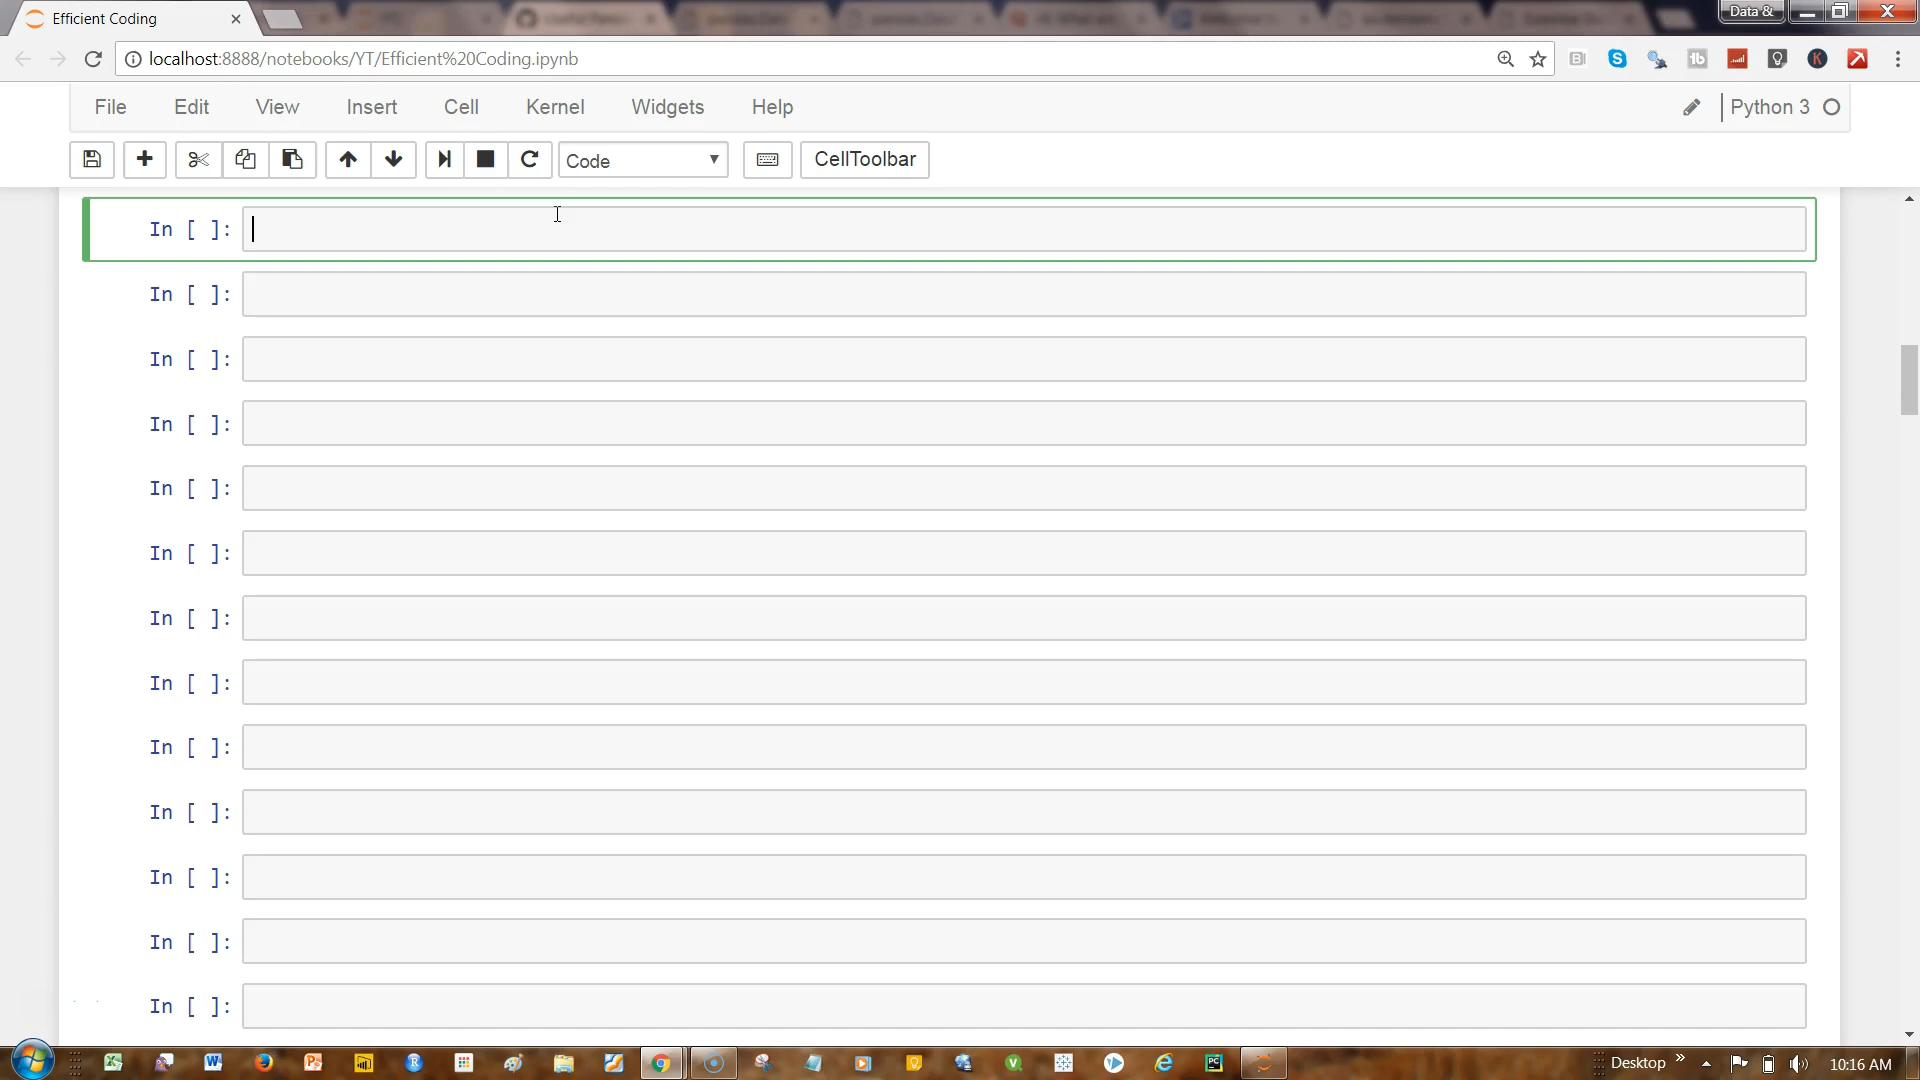 Efficient Coding
Data &
localhost:8888/notebooks/YT/Efficient%20Coding.ipynb
File Edit View Insert Cell Kernel Widgets Help
Python 3
Code
CellToolbar
In [ ]:
In [ ]:
In [ ]:
In [ ]:
In [ ]:
In [ ]:
In [ ]:
In [ ]:
In [ ]:
In [ ]:
In [ ]:
In [ ]:
In [ ]:
Desktop
10:16 AM